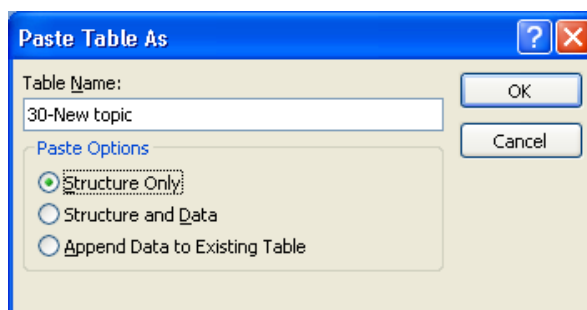 Paste Table As
?
Table Name:
OK
30-New topic
Cancel
Paste Options
Structure Only
Structure and Data
Append Data to Existing Table